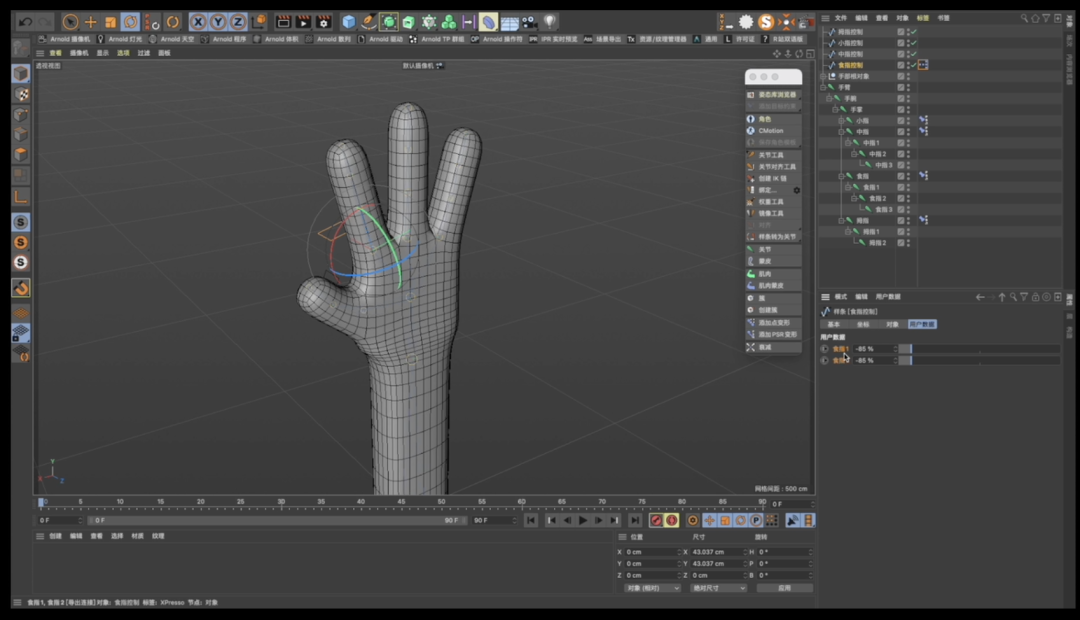 X Y Z
文件 编辑 查看 对象 标签 书签
Arnold 摄像机 Arnold 灯光 Arnold 天空 Arnold 程序 Arnold 体积 Arnold 散列 Arnold 驱动 Arnold TP 群组 OP Arnold 操作符 IPR IPR 实时预览 场景导出 Tx 资源/纹理管理器 通用 L 许可证 ?
查看 摄像机 显示 选项 过滤 面板
透视视图
默认摄像机
拇指控制
小指控制
中指控制
食指控制
手部根对象
手臂
手腕
手掌
小指
中指
中指1
中指2
中指3
食指
食指1
食指2
食指3
拇指
拇指1
拇指2
姿态库浏览器
角色
CMotion
关节工具
关节对齐工具
创建 IK 链
绑定...
权重工具
镜像工具
样条转为关节
关节
蒙皮
肌肉
肌肉蒙皮
簇
创建簇
添加点变形
添加PSR变形
衰减
模式 编辑 用户数据
样条 [食指控制]
基本 坐标 对象 用户数据
用户数据
食指1 -85 %
-85 %
Y
Z
网格间距 : 500 cm
0 5 10 15 20 25 30 35 40 45 50 55 60 65 70 75 80 85 90 0 F
0 F 0 F 90 F 90 F
创建 编辑 查看 选择 材质 纹理
位置 尺寸 旋转
X 0 cm X 43.037 cm H 0 °
Y 0 cm Y 43.037 cm P 0 °
Z 0 cm Z 0 cm B 0 °
对象 (相对) 绝对尺寸 应用
食指1, 食指2 [导出连接] 对象: 食指控制 标签: XPresso 节点: 对象